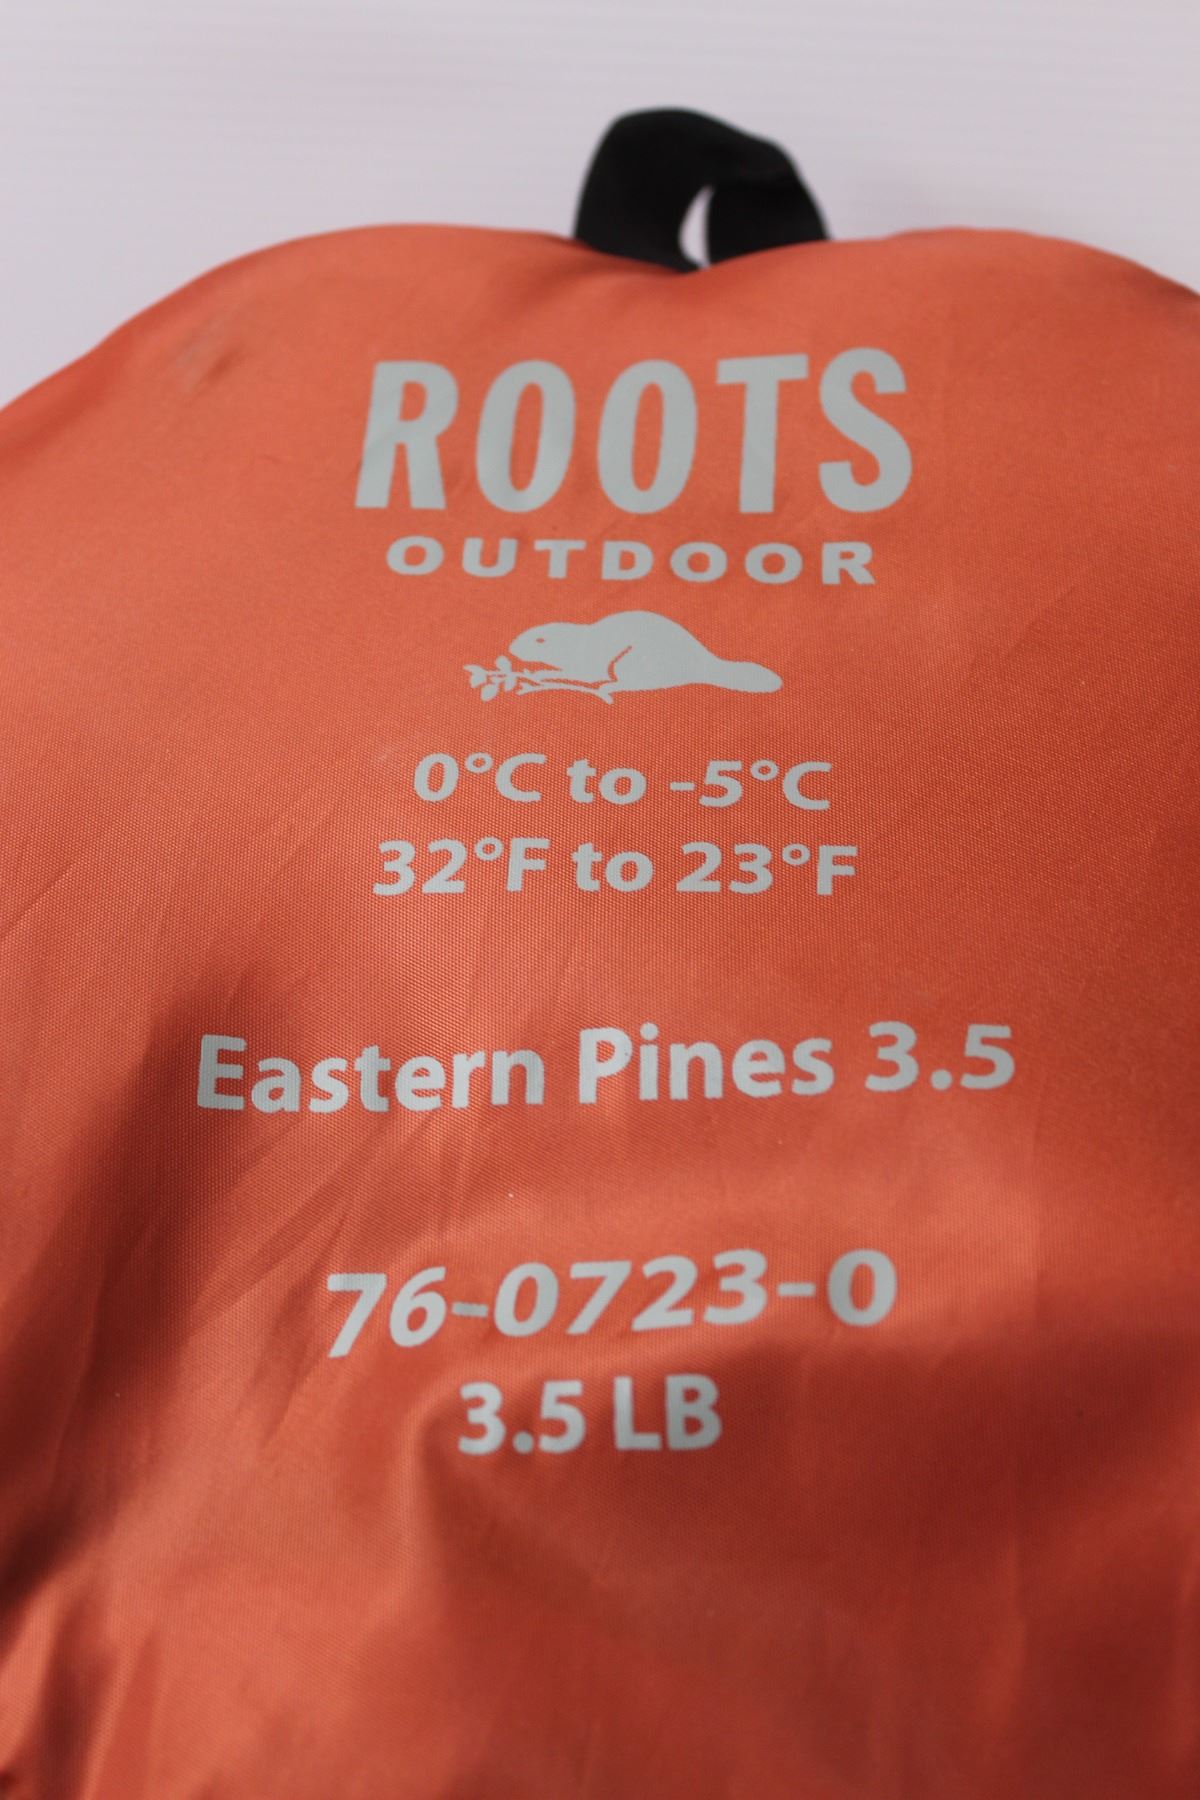 ROOTS
OUTDOOR
0°C to -5°C
32°F to 23°F
Eastern Pines 3.5
76-0723-0
3.5 LB